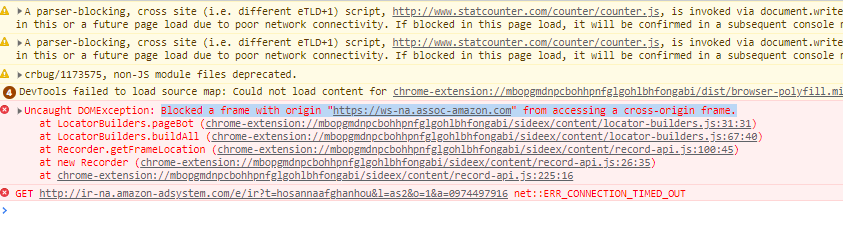 ▶A parser-blocking, cross site (i.e. different eTLD+1) script, http://www.statcounter.com/counter/counter.js, is invoked via document.write
in this or a future page load due to poor network connectivity. If blocked in this page load, it will be confirmed in a subsequent console m
▶A parser-blocking, cross site (i.e. different eTLD+1) script, http://www.statcounter.com/counter/counter.js, is invoked via document.write
in this or a future page load due to poor network connectivity. If blocked in this page load, it will be confirmed in a subsequent console m
▶crbug/1173575, non-JS module files deprecated.
4 DevTools failed to load source map: Could not load content for chrome-extension://mbopgmdnpcbohhpnfglgohlbhfongabi/dist/browser-polyfill.mi
▶Uncaught DOMException: Blocked a frame with origin "https://ws-na.assoc-amazon.com" from accessing a cross-origin frame.
at LocatorBuilders.pageBot (chrome-extension://mbopgmdnpcbohhpnfglgohlbhfongabi/sideex/content/locator-builders.js:31:31)
at LocatorBuilders.buildAll (chrome-extension://mbopgmdnpcbohhpnfglgohlbhfongabi/sideex/content/locator-builders.js:67:40)
at Recorder.getFrameLocation (chrome-extension://mbopgmdnpcbohhpnfglgohlbhfongabi/sideex/content/record-api.js:100:45)
at new Recorder (chrome-extension://mbopgmdnpcbohhpnfglgohlbhfongabi/sideex/content/record-api.js:26:35)
at chrome-extension://mbopgmdnpcbohhpnfglgohlbhfongabi/sideex/content/record-api.js:225:16
GET http://ir-na.amazon-adsystem.com/e/ir?t=hosannaafghanhou&l=as2&o=1&a=0974497916 net::ERR_CONNECTION_TIMED_OUT